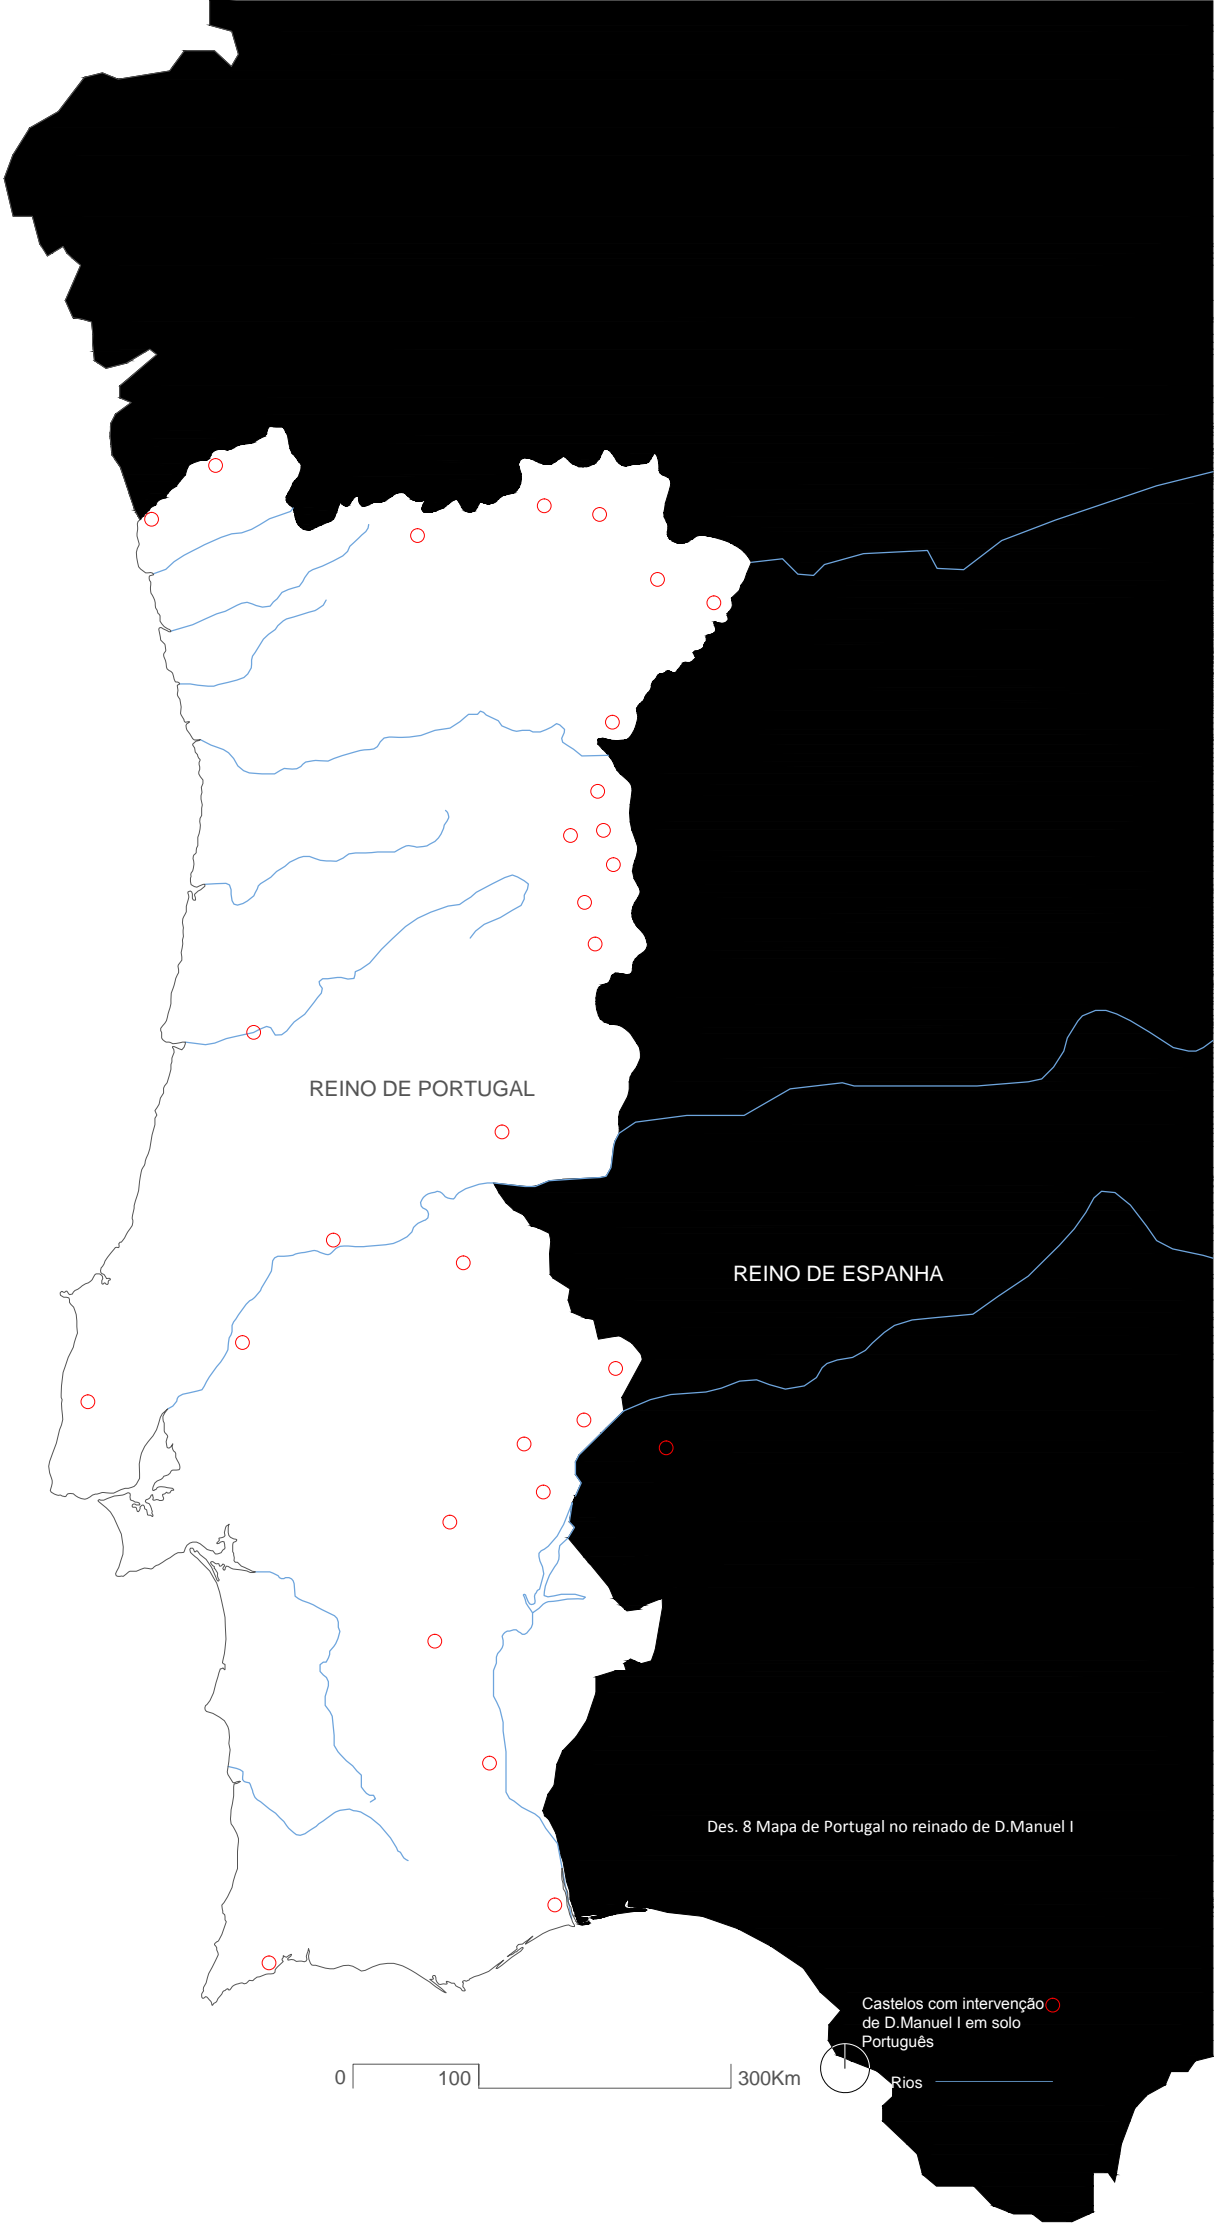 REINO DE PORTUGAL
REINO DE ESPANHA
Des. 8 Mapa de Portugal no reinado de D.Manuel I
Castelos com intervenção
de D.Manuel I em solo
Português
Rios
0
100
300Km